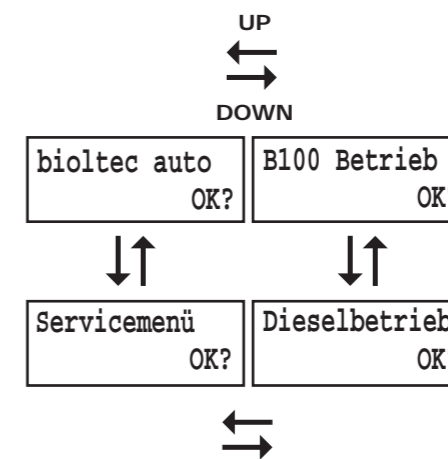 UP
DOWN
bioltec auto
OK?
B100 Betrieb
OK
Servicemenü
OK?
Dieselbetrieb
OK